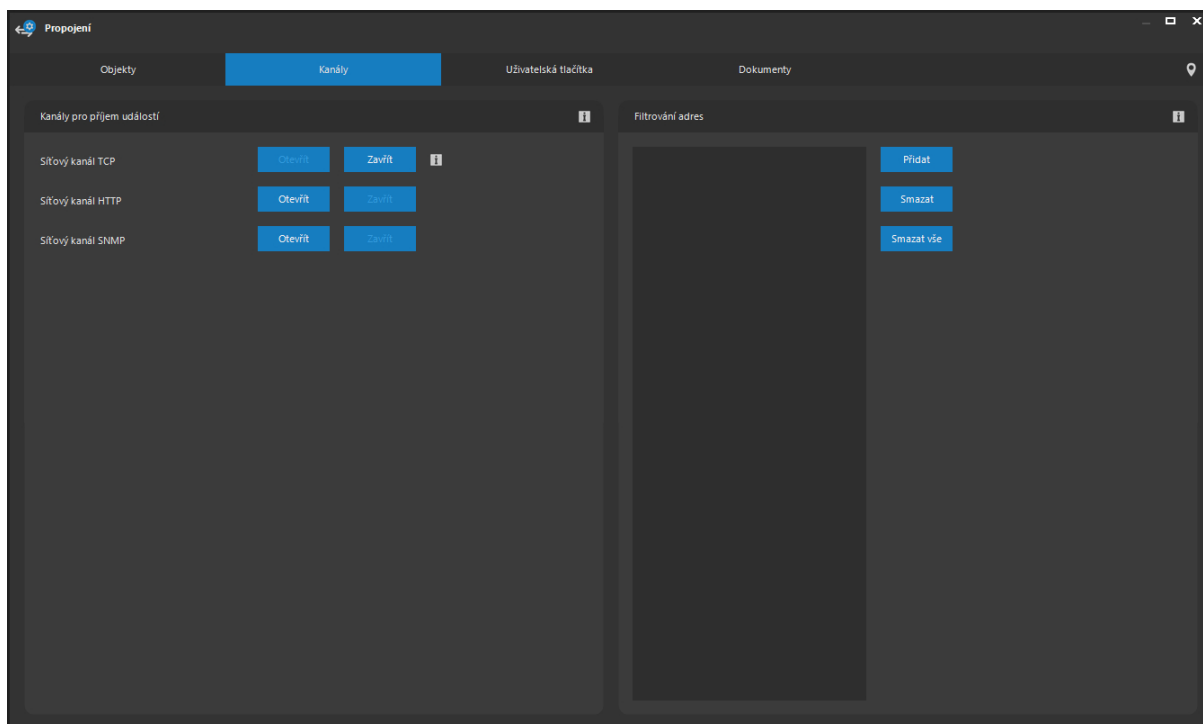 Propojení
Objekty
Kanály
Uživatelská tlačítka
Dokumenty
Kanály pro příjem událostí
Síťový kanál TCP
Otevřít
Zavřít
Síťový kanál HTTP
Otevřít
Zavřít
Síťový kanál SNMP
Otevřít
Zavřít
Filtrování adres
Přidat
Smazat
Smazat vše